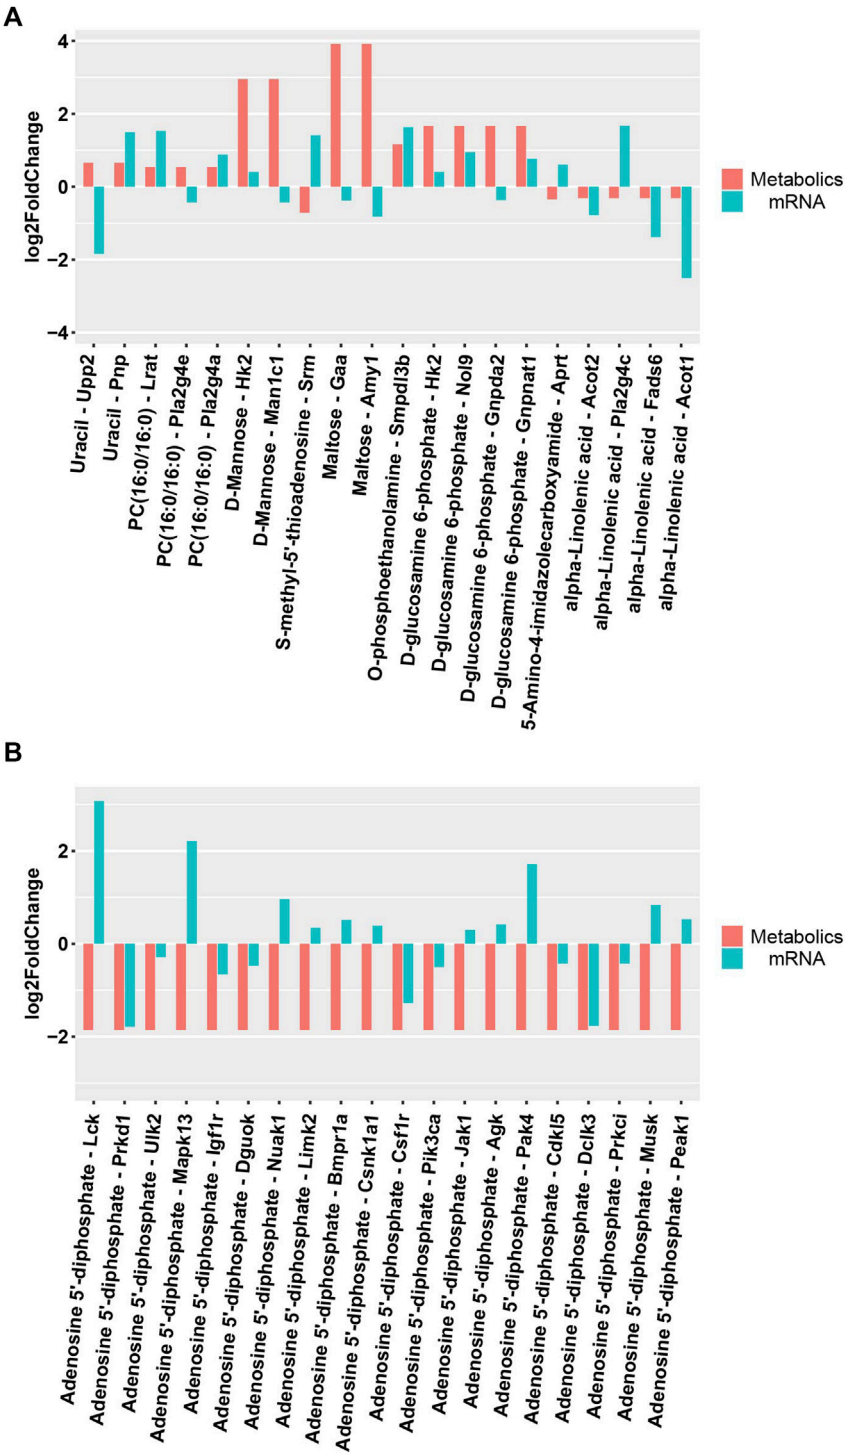 A
log2FoldChange
4
2
0
−2
−4
Uracil - Upp2
Uracil - Pnp
PC(16:0/16:0) - Lrat
PC(16:0/16:0) - Pla2g4e
PC(16:0/16:0) - Pla2g4a
D-Mannose - Hk2
D-Mannose - Man1c1
S-methyl-5'-thioadenosine - Srm
Maltose - Gaa
Maltose - Amy1
O-phosphoethanolamine - Smpdl3b
D-glucosamine 6-phosphate - Hk2
D-glucosamine 6-phosphate - Nol9
D-glucosamine 6-phosphate - Gnpda2
D-glucosamine 6-phosphate - Gnpnat1
5-Amino-4-imidazolecarboxyamide - Aprt
alpha-Linolenic acid - Acot2
alpha-Linolenic acid - Pla2g4c
alpha-Linolenic acid - Fads6
alpha-Linolenic acid - Acot1
Metabolics
mRNA
B
log2FoldChange
2
0
−2
Adenosine 5'-diphosphate - Lck
Adenosine 5'-diphosphate - Prkd1
Adenosine 5'-diphosphate - Ulk2
Adenosine 5'-diphosphate - Mapk13
Adenosine 5'-diphosphate - Igf1r
Adenosine 5'-diphosphate - Dguok
Adenosine 5'-diphosphate - Nuak1
Adenosine 5'-diphosphate - Limk2
Adenosine 5'-diphosphate - Bmpr1a
Adenosine 5'-diphosphate - Csnk1a1
Adenosine 5'-diphosphate - Csf1r
Adenosine 5'-diphosphate - Pik3ca
Adenosine 5'-diphosphate - Jak1
Adenosine 5'-diphosphate - Agk
Adenosine 5'-diphosphate - Pak4
Adenosine 5'-diphosphate - Cdkl5
Adenosine 5'-diphosphate - Dclk3
Adenosine 5'-diphosphate - Prkci
Adenosine 5'-diphosphate - Musk
Adenosine 5'-diphosphate - Peak1
Metabolics
mRNA